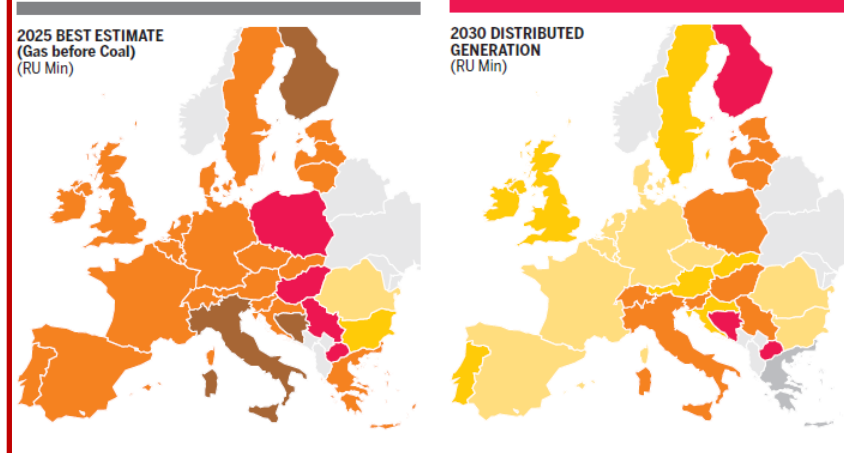 2025 BEST ESTIMATE
(Gas before Coal)
(RU Min)
2030 DISTRIBUTED
GENERATION
(RU Min)